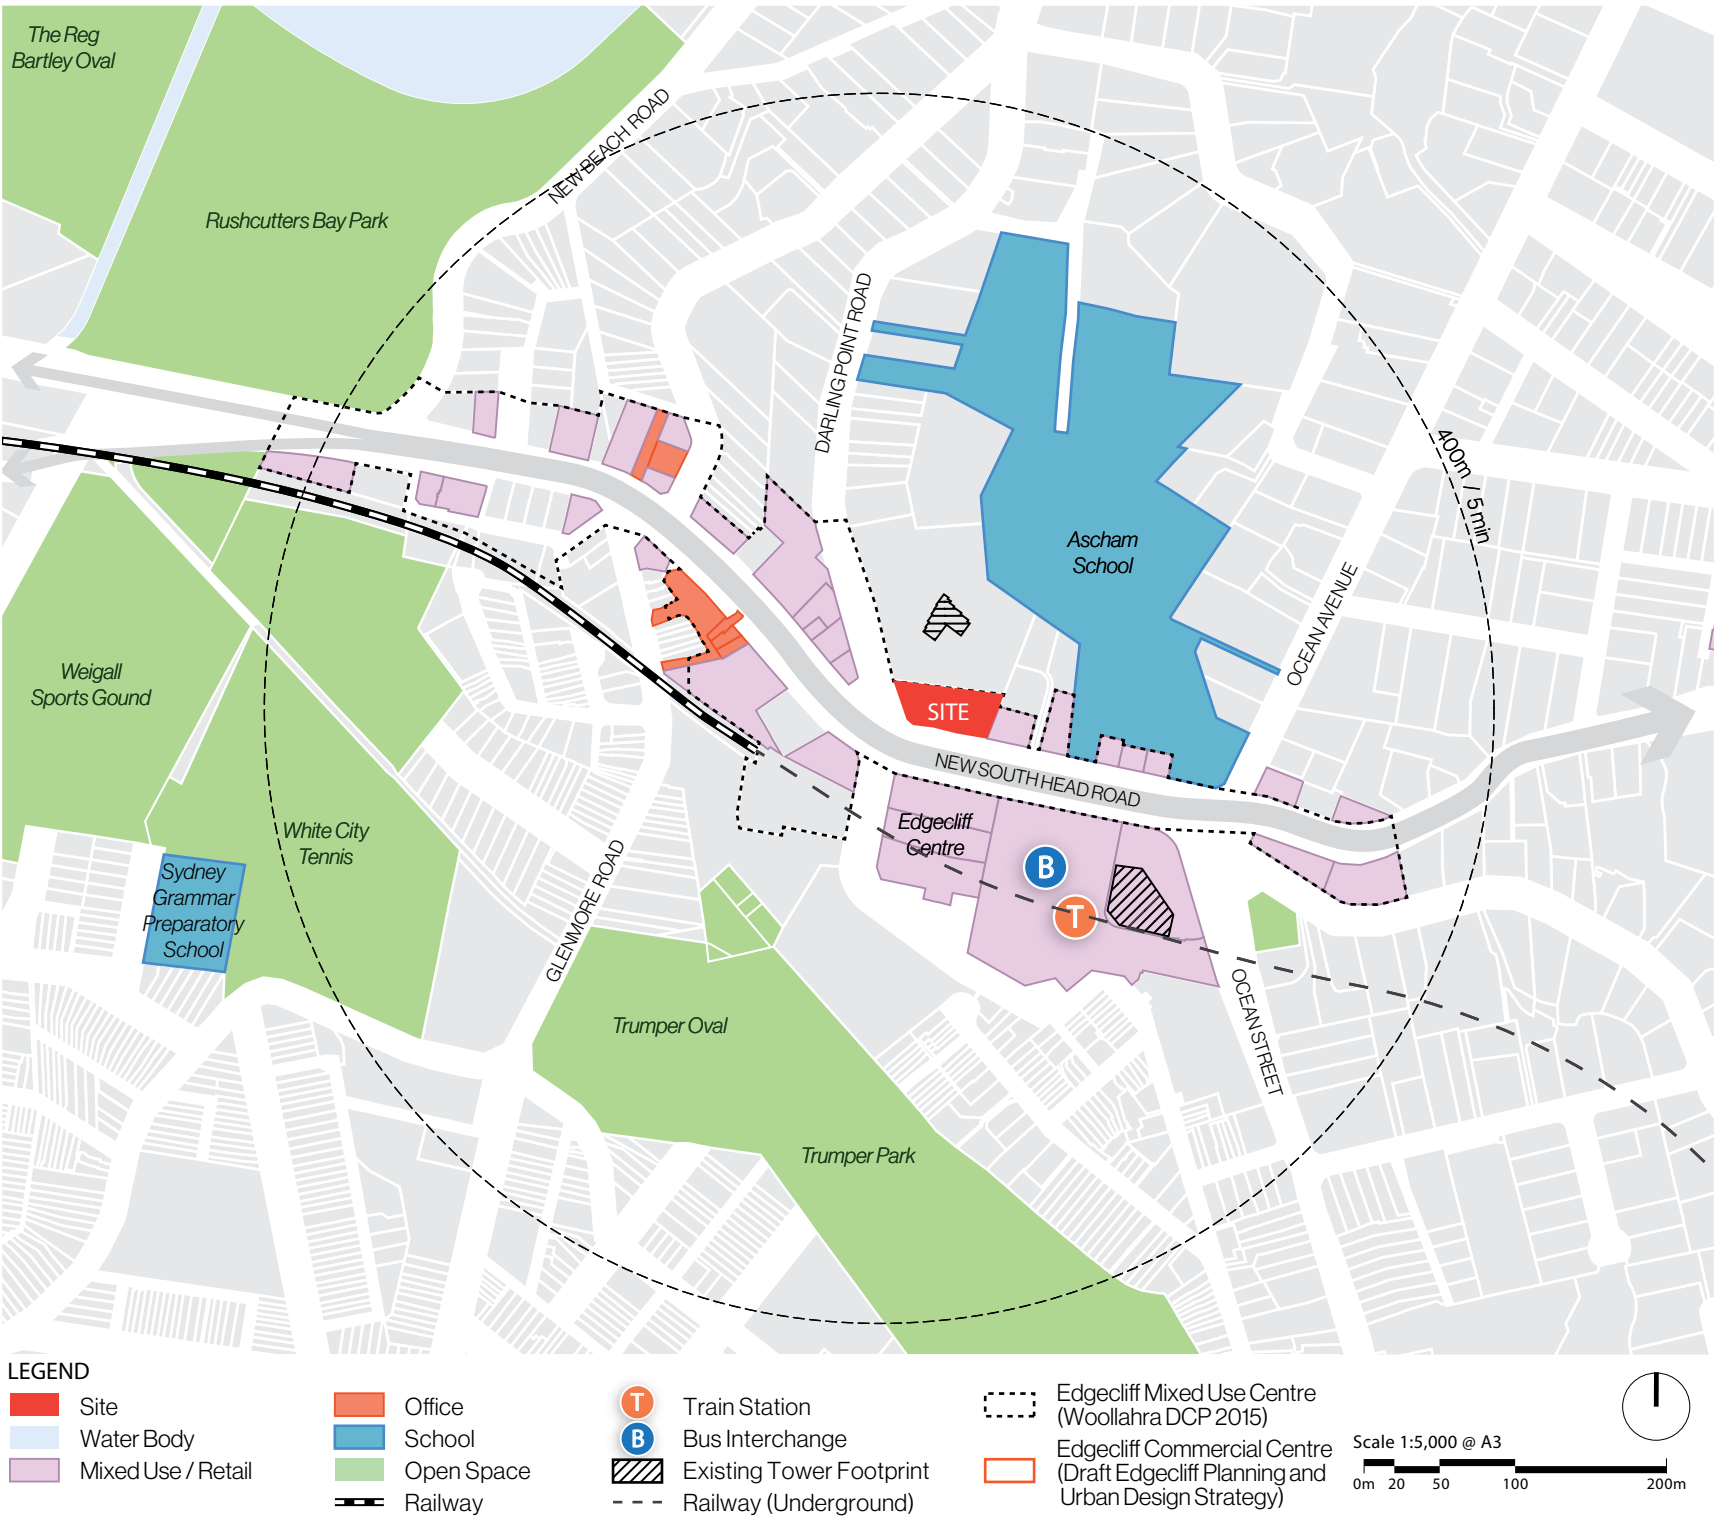 The Reg
Bartley Oval
NEW BEACH ROAD
Rushcutters Bay Park
DARLING POINT ROAD
400m / 5 min
Ascham
School
OCEAN AVENUE
Weigall
Sports Gound
SITE
NEW SOUTH HEAD ROAD
Edgecliff
Centre
White City
Tennis
B
T
Sydney
Grammar
Preparatory
School
GLENMORE ROAD
OCEAN STREET
Trumper Oval
Trumper Park
LEGEND
Site
Water Body
Mixed Use / Retail
Office
School
Open Space
Railway
T
Train Station
B
Bus Interchange
Existing Tower Footprint
Railway (Underground)
Edgecliff Mixed Use Centre
(Woollahra DCP 2015)
Edgecliff Commercial Centre
(Draft Edgecliff Planning and
Urban Design Strategy)
Scale 1:5,000 @ A3
0m 20 50 100 200m